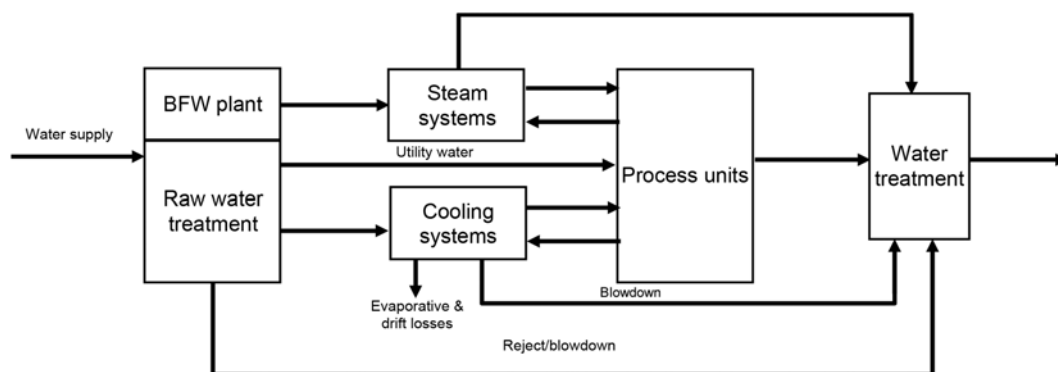 Water supply
BFW plant
Raw water
treatment
Steam
systems
Utility water
Cooling
systems
Evaporative &
drift losses
Process units
Blowdown
Reject/blowdown
Water
treatment